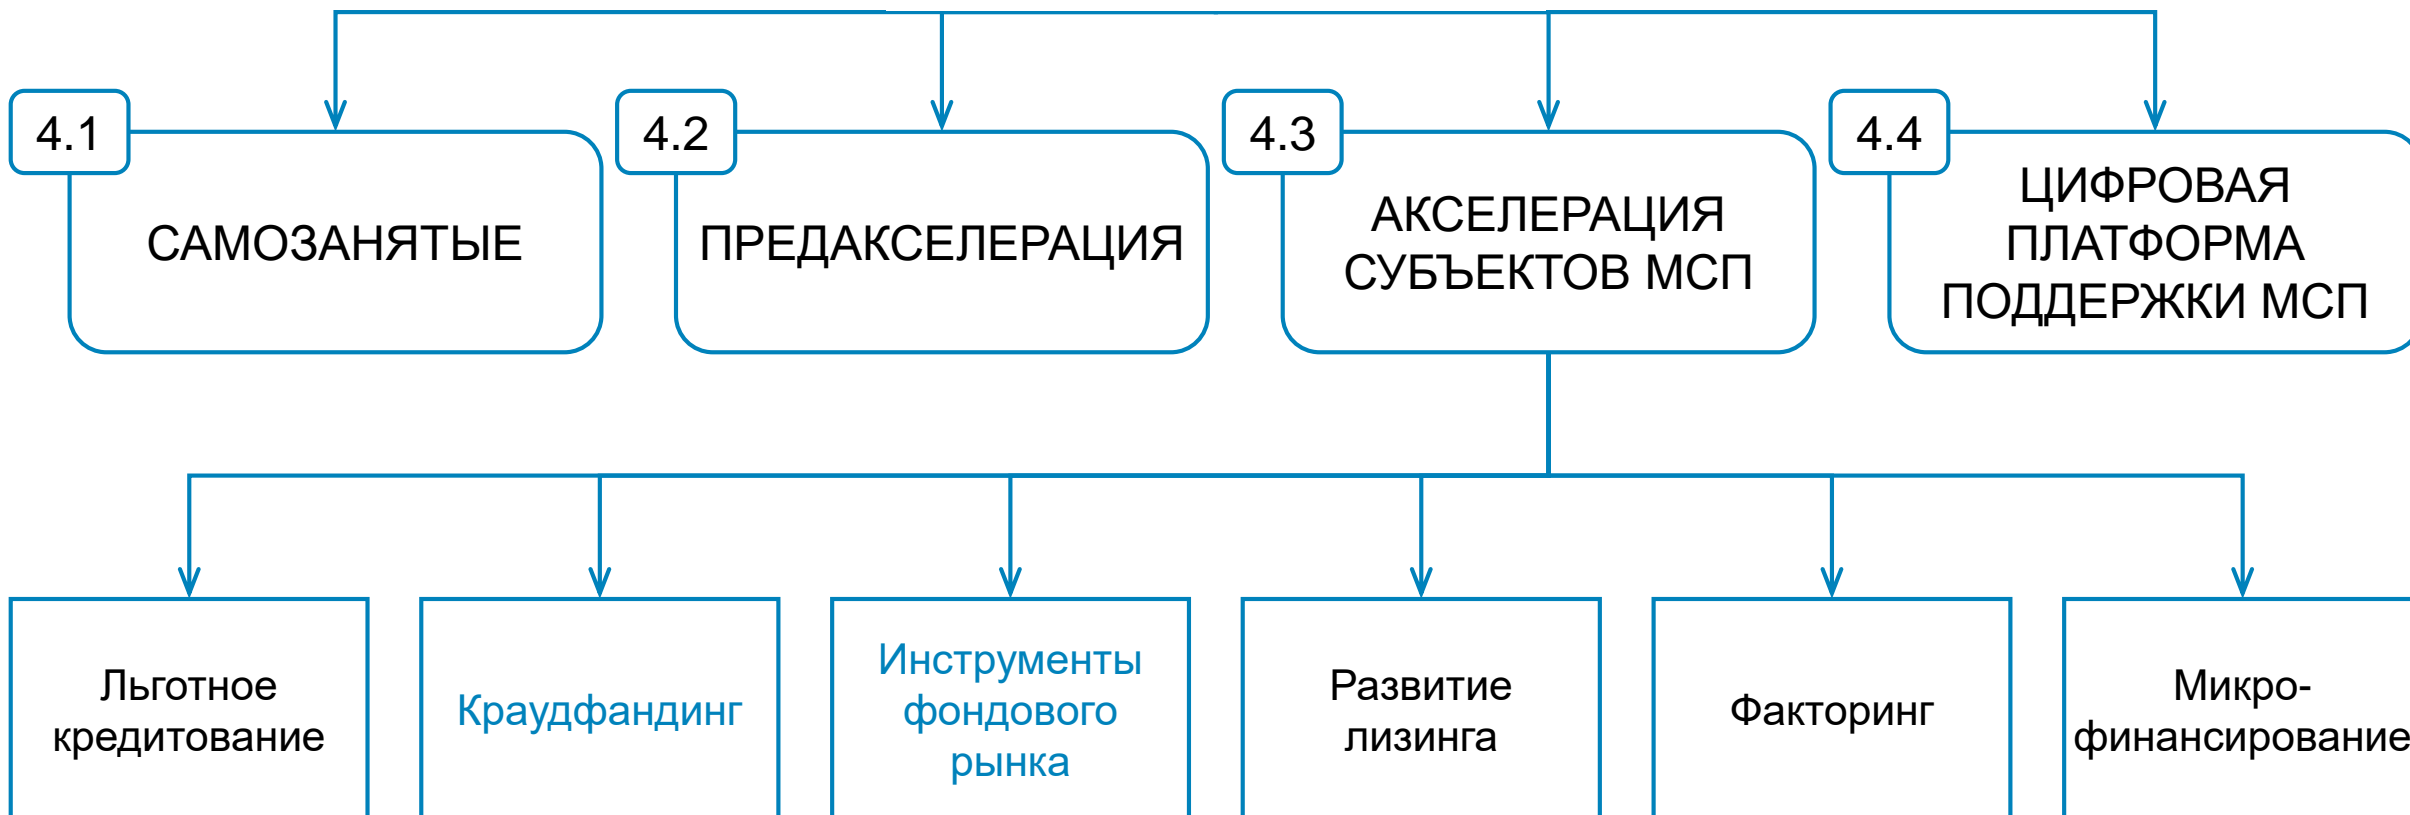 4.1
САМОЗАНЯТЫЕ
4.2
ПРЕДАКСЕЛЕРАЦИЯ
4.3
АКСЕЛЕРАЦИЯ
СУБЪЕКТОВ МСП
4.4
ЦИФРОВАЯ
ПЛАТФОРМА
ПОДДЕРЖКИ МСП
Льготное
кредитование
Краудфандинг
Инструменты
фондового
рынка
Развитие
лизинга
Факторинг
Микро-
финансирование